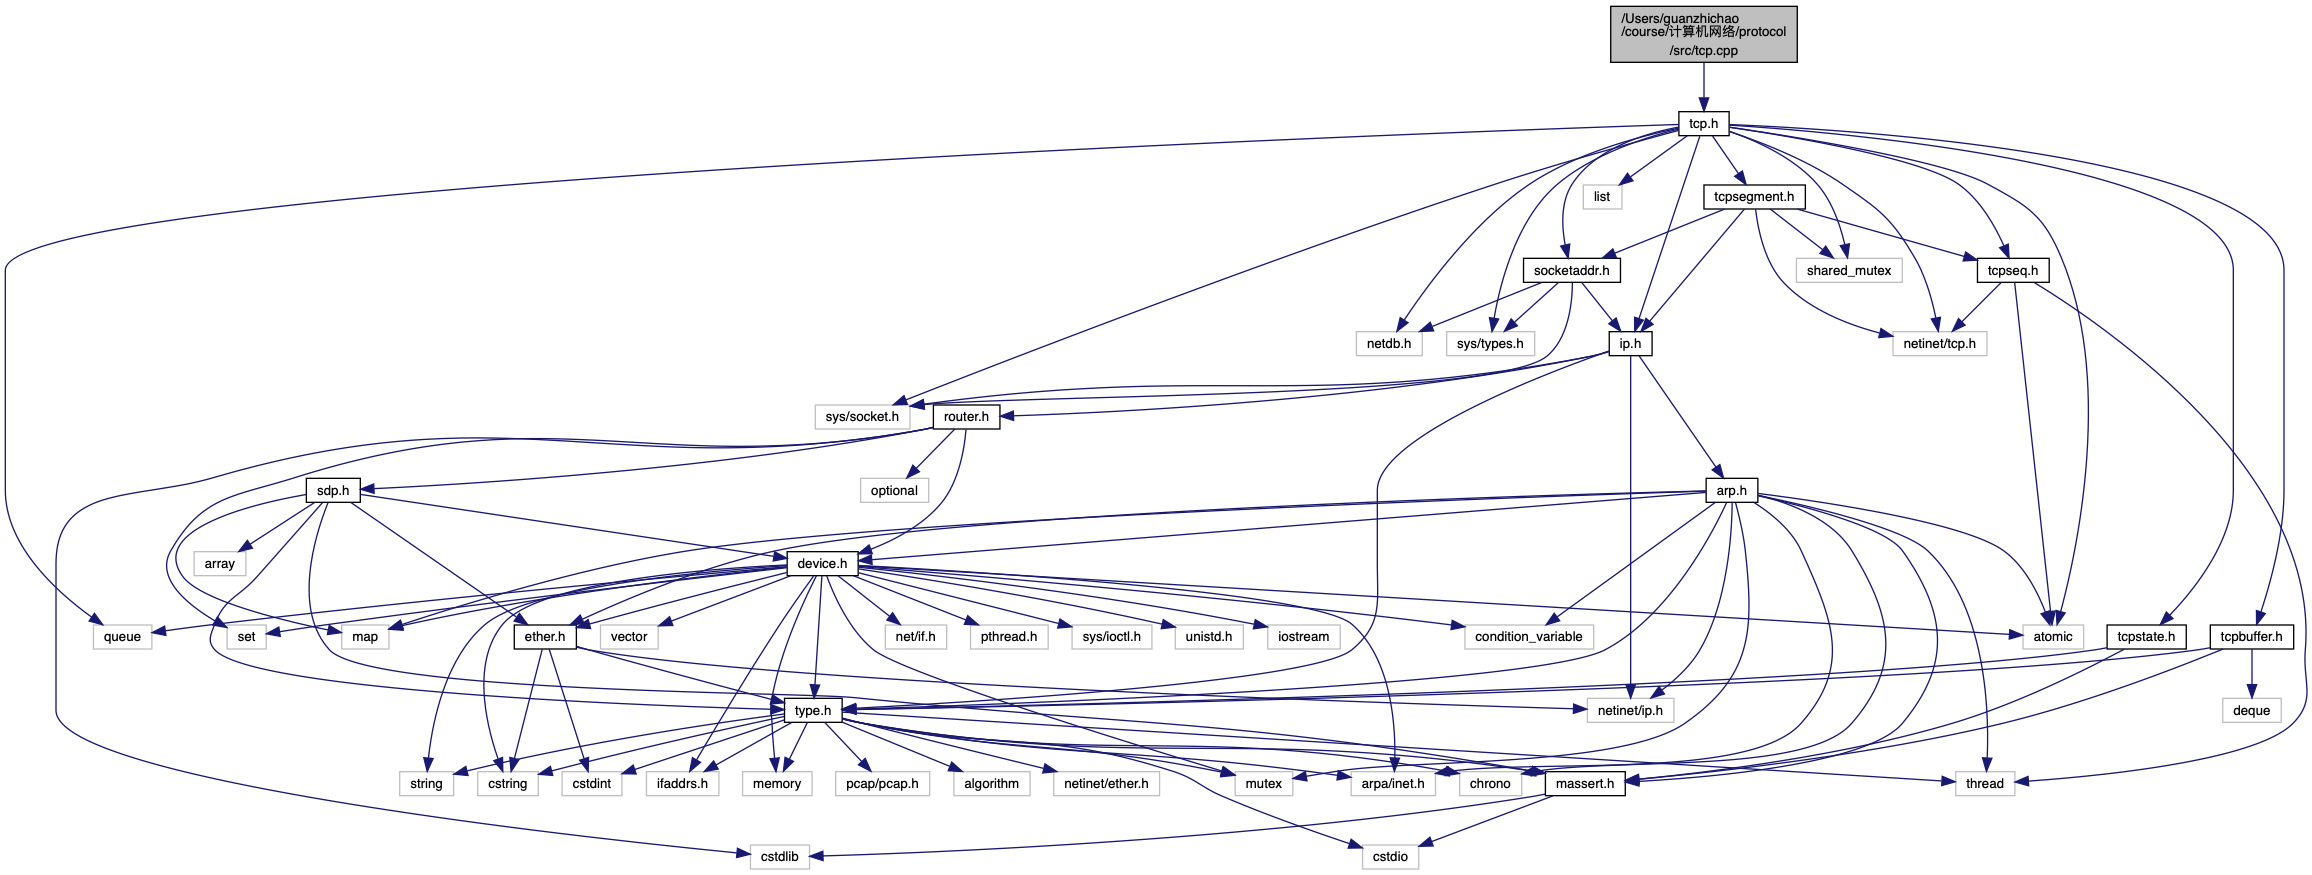 /Users/guanzhichao
/course/计算机网络/protocol
/src/tcp.cpp
tcp.h
list
tcpsegment.h
socketaddr.h
shared_mutex
tcpseq.h
netdb.h
sys/types.h
ip.h
netinet/tcp.h
sys/socket.h
router.h
sdp.h
optional
arp.h
array
device.h
queue
set
map
ether.h
vector
net/if.h
pthread.h
sys/ioctl.h
unistd.h
iostream
condition_variable
atomic
tcpstate.h
tcpbuffer.h
type.h
netinet/ip.h
deque
string
cstring
cstdint
ifaddrs.h
memory
pcap/pcap.h
algorithm
netinet/ether.h
mutex
arpa/inet.h
chrono
massert.h
thread
cstdlib
cstdio